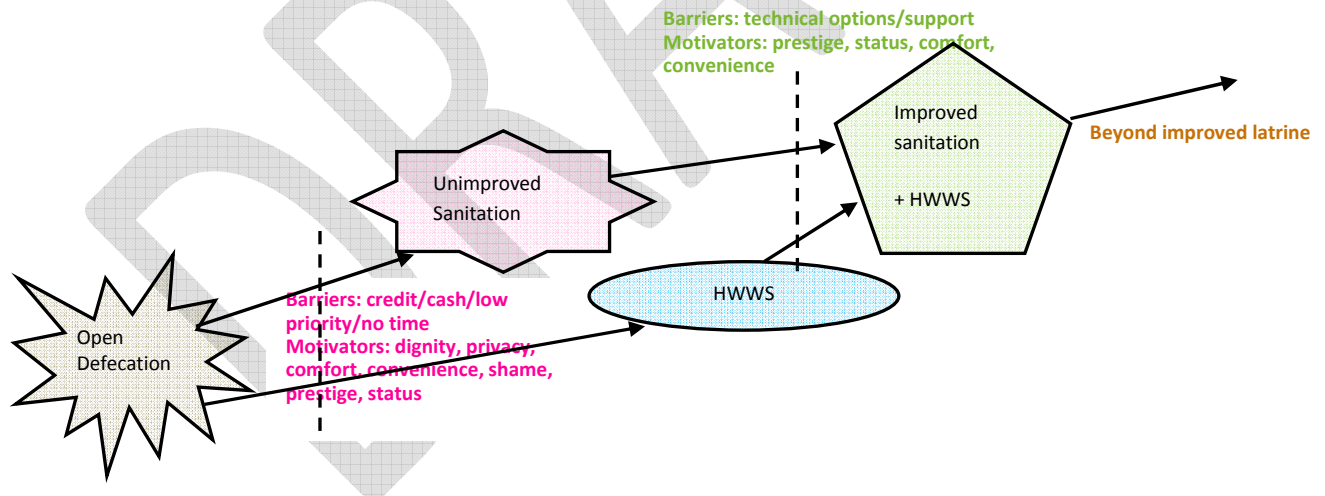 Barriers: technical options/support
Motivators: prestige, status, comfort,
convenience
Improved
sanitation
+ HWWS
Beyond improved latrine
Unimproved
Sanitation
HWWS
Barriers: credit/cash/low
priority/no time
Motivators: dignity, privacy,
comfort, convenience, shame,
prestige, status
Open
Defecation